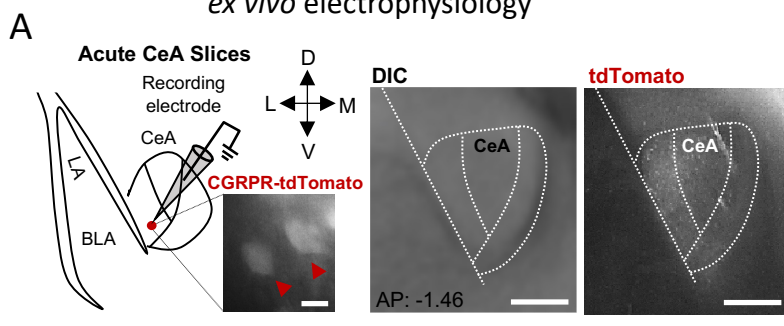 ex vivo electrophysiology
A
Acute CeA Slices
Recording
electrode
D
L
M
V
CeA
LA
BLA
CGRPR-tdTomato
DIC
CeA
AP: -1.46
tdTomato
CeA